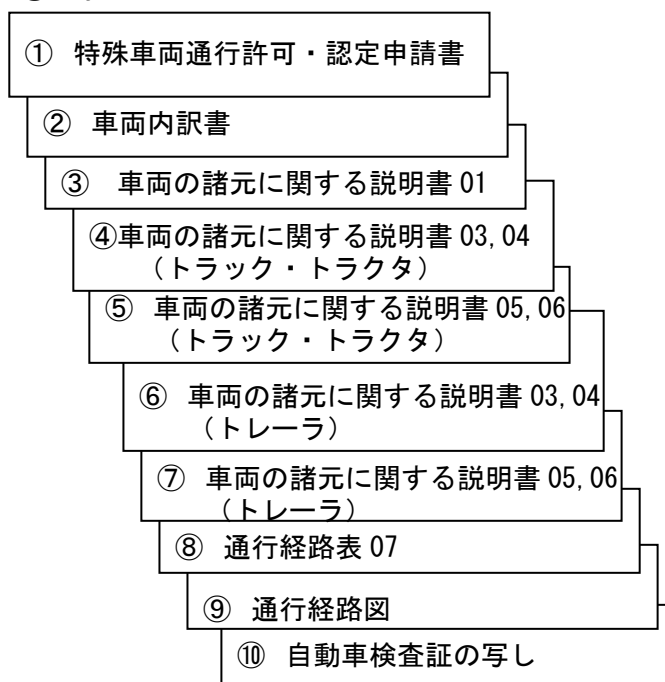 ① 特殊車両通行許可・認定申請書
② 車両内訳書
③ 車両の諸元に関する説明書 01
④車両の諸元に関する説明書 03,04
（トラック・トラクタ）
⑤ 車両の諸元に関する説明書 05,06
（トラック・トラクタ）
⑥ 車両の諸元に関する説明書 03,04
（トレーラ）
⑦ 車両の諸元に関する説明書 05,06
（トレーラ）
⑧ 通行経路表 07
⑨ 通行経路図
⑩ 自動車検査証の写し